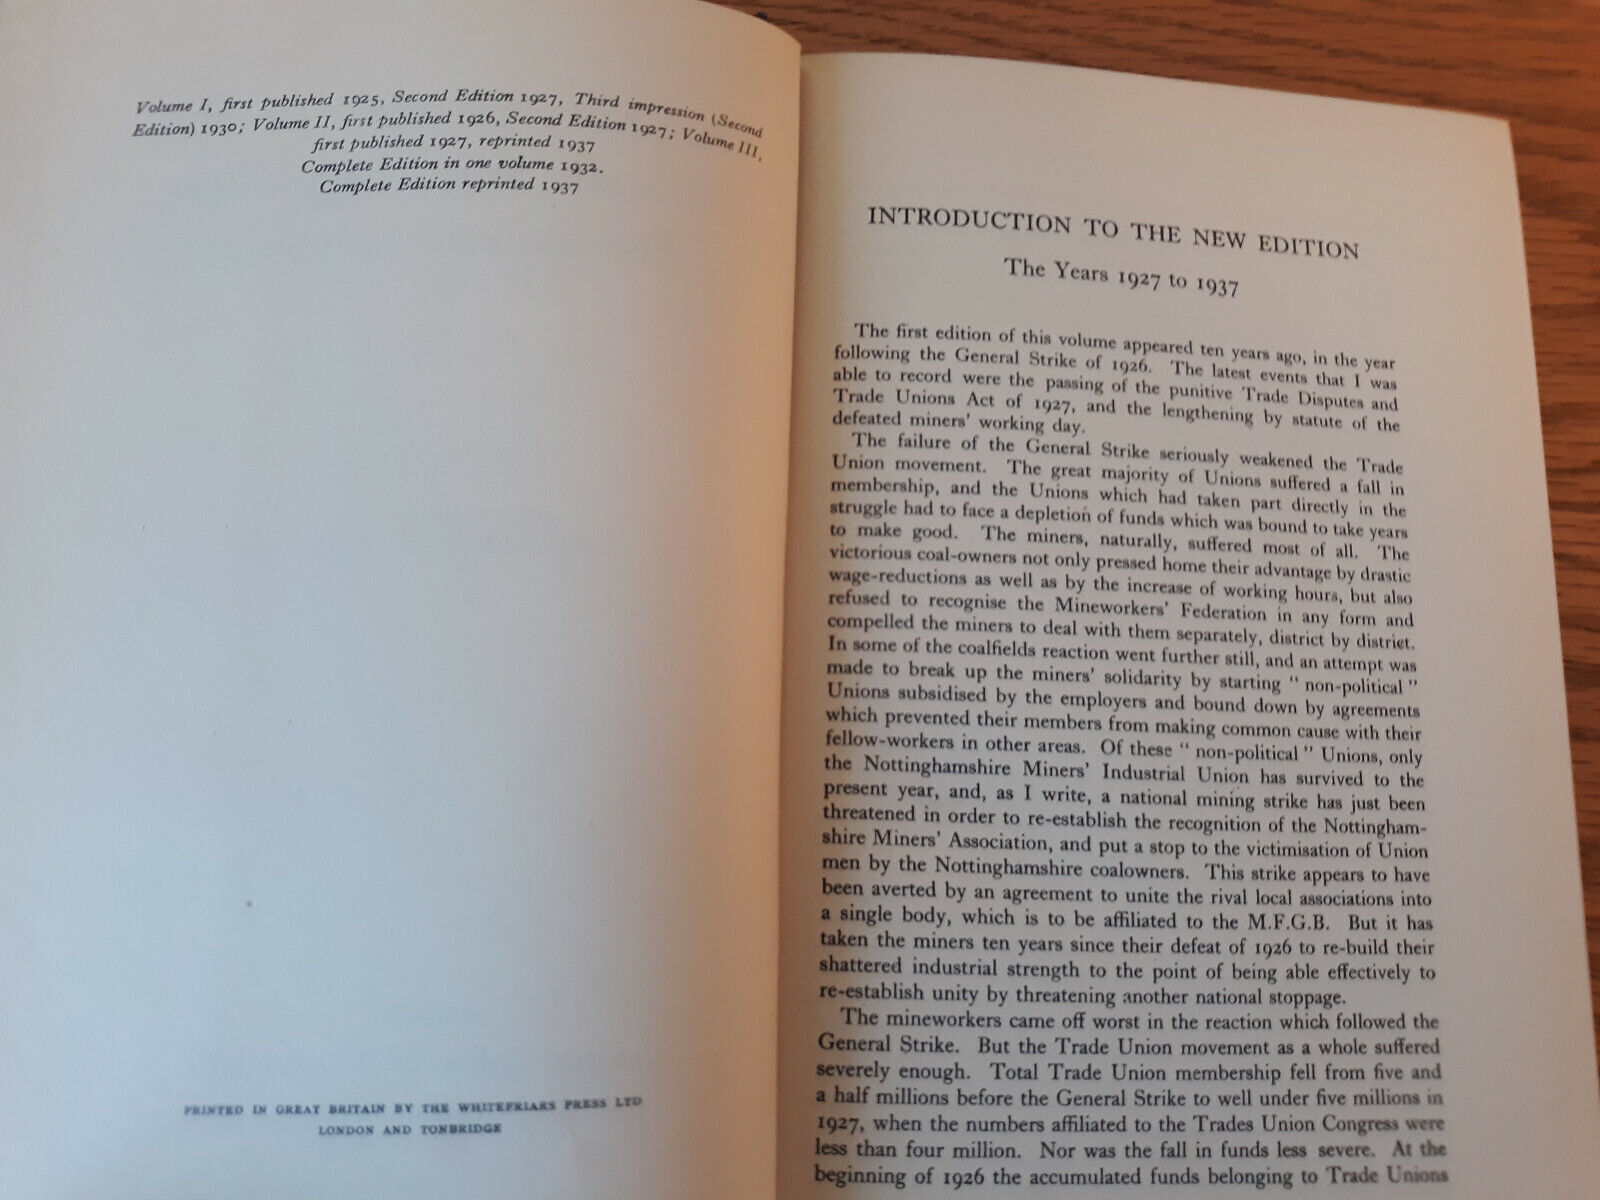 Volume I, first published 1925, Second Edition 1927, Third impression (Second
Edition) 1930; Volume II, first published 1926, Second Edition 1927; Volume III,
first published 1927, reprinted 1937
Complete Edition in one volume 1932.
Complete Edition reprinted 1937
PRINTED IN GREAT BRITAIN BY THE WHITEFRIARS PRESS LTD
LONDON AND TONBRIDGE
INTRODUCTION TO THE NEW EDITION
The Years 1927 to 1937
The first edition of this volume appeared ten years ago, in the year
following the General Strike of 1926. The latest events that I was
able to record were the passing of the punitive Trade Disputes and
Trade Unions Act of 1927, and the lengthening by statute of the
defeated miners' working day.
The failure of the General Strike seriously weakened the Trade
Union movement. The great majority of Unions suffered a fall in
membership, and the Unions which had taken part directly in the
struggle had to face a depletion of funds which was bound to take years
to make good. The miners, naturally, suffered most of all. The
victorious coal-owners not only pressed home their advantage by drastic
wage-reductions as well as by the increase of working hours, but also
refused to recognise the Mineworkers' Federation in any form and
compelled the miners to deal with them separately, district by district.
In some of the coalfields reaction went further still, and an attempt was
made to break up the miners' solidarity by starting " non-political "
Unions subsidised by the employers and bound down by agreements
which prevented their members from making common cause with their
fellow-workers in other areas. Of these " non-political " Unions, only
the Nottinghamshire Miners' Industrial Union has survived to the
present year, and, as I write, a national mining strike has just been
threatened in order to re-establish the recognition of the Nottingham-
shire Miners' Association, and put a stop to the victimisation of Union
men by the Nottinghamshire coalowners. This strike appears to have
been averted by an agreement to unite the rival local associations into
a single body, which is to be affiliated to the M.F.G.B. But it has
taken the miners ten years since their defeat of 1926 to re-build their
shattered industrial strength to the point of being able effectively to
re-establish unity by threatening another national stoppage.
The mineworkers came off worst in the reaction which followed the
General Strike. But the Trade Union movement as a whole suffered
severely enough. Total Trade Union membership fell from five and
a half millions before the General Strike to well under five millions in
1927, when the numbers affiliated to the Trades Union Congress were
less than four million. Nor was the fall in funds less severe. At the
beginning of 1926 the accumulated funds belonging to Trade Unions